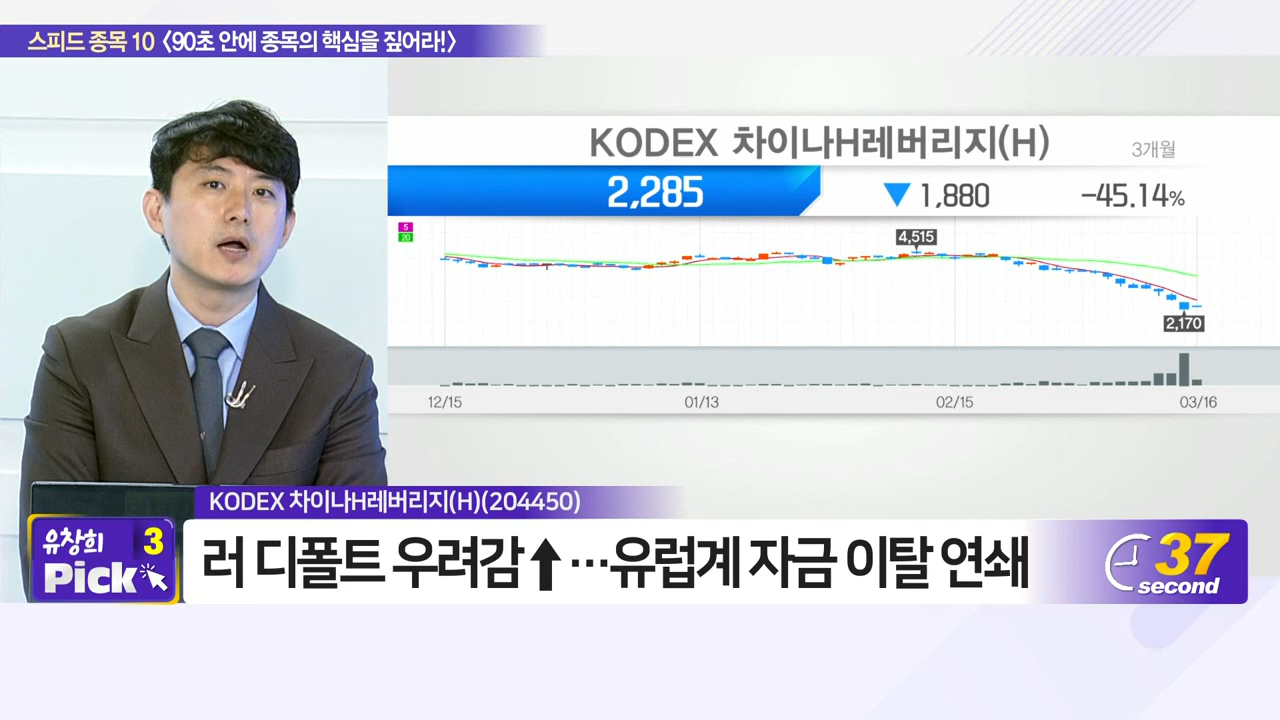 스피드 종목 10 〈90초 안에 종목의 핵심을 짚어라!〉
KODEX 차이나H레버리지(H)
3개월
2,285
▼ 1,880
-45.14%
5
20
4,515
2,170
12/15
01/13
02/15
03/16
KODEX 차이나H레버리지(H)(204450)
유창희 3
Pick
러 디폴트 우려감⬆…유럽계 자금 이탈 연쇄
37
second